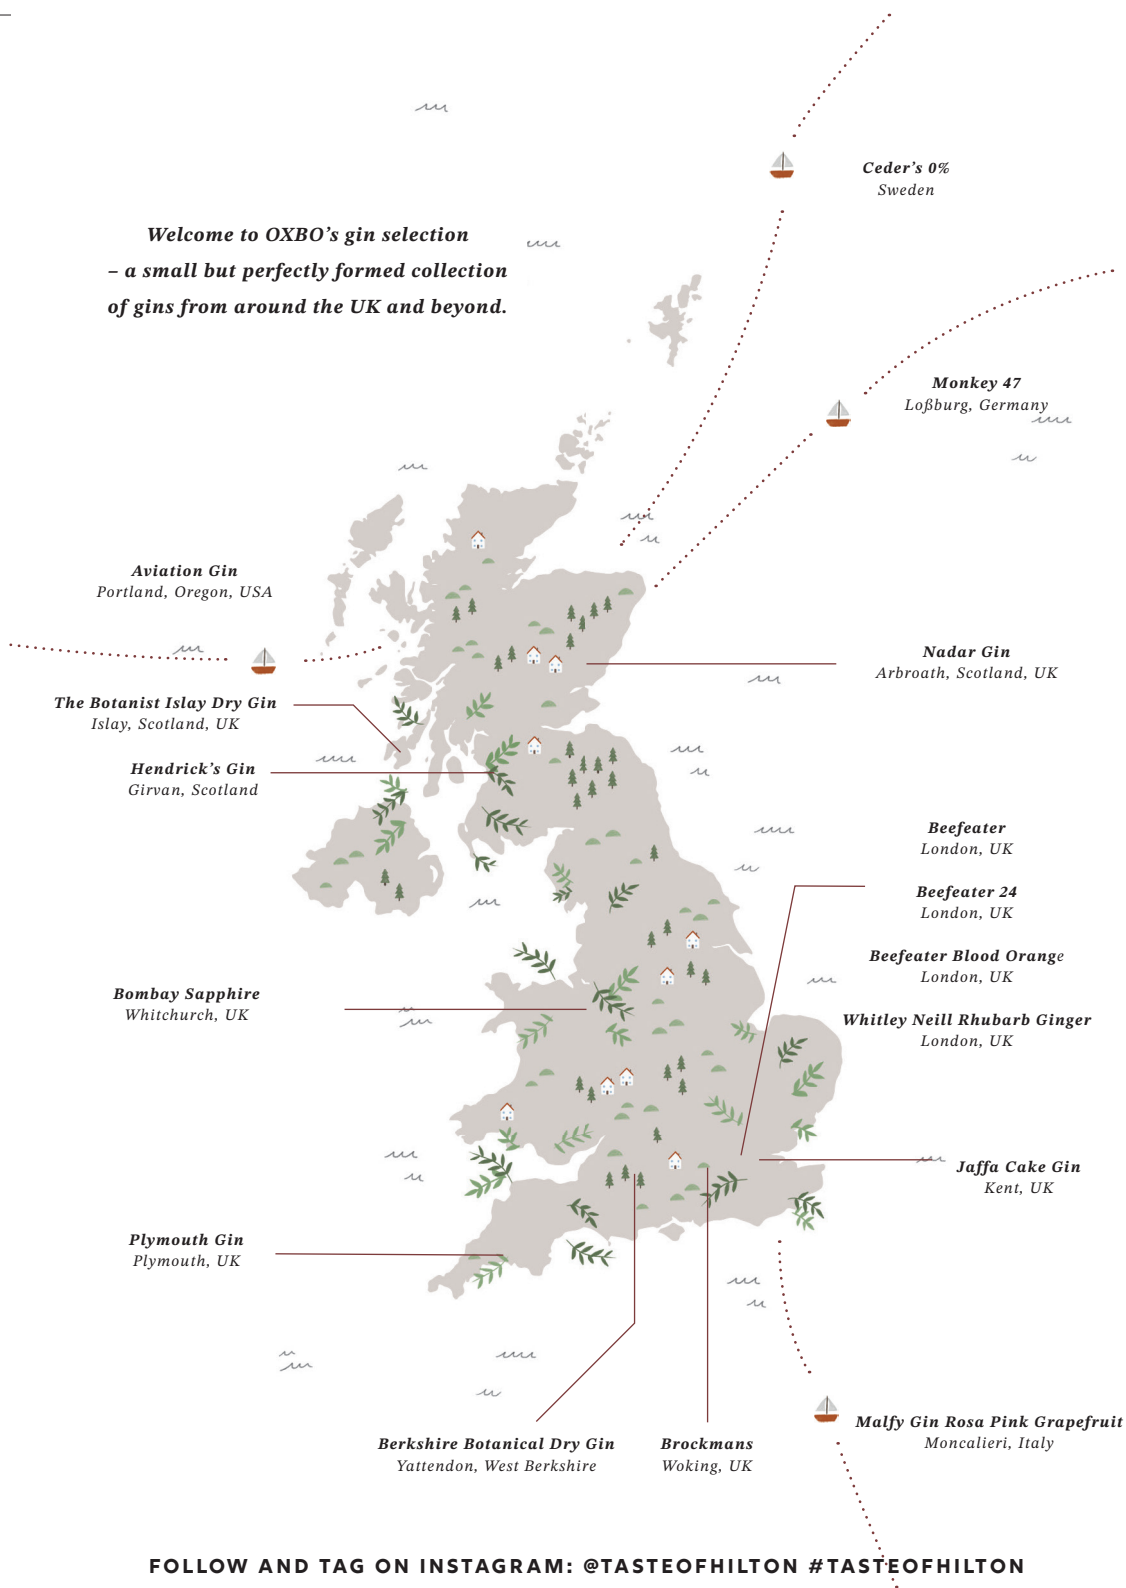 Welcome to OXBO’s gin selection
– a small but perfectly formed collection
of gins from around the UK and beyond.
Ceder’s 0%
Sweden
Monkey 47
Loßburg, Germany
Aviation Gin
Portland, Oregon, USA
Nadar Gin
Arbroath, Scotland, UK
The Botanist Islay Dry Gin
Islay, Scotland, UK
Hendrick’s Gin
Girvan, Scotland
Beefeater
London, UK
Beefeater 24
London, UK
Beefeater Blood Orange
London, UK
Whitley Neill Rhubarb Ginger
London, UK
Bombay Sapphire
Whitchurch, UK
Jaffa Cake Gin
Kent, UK
Plymouth Gin
Plymouth, UK
Berkshire Botanical Dry Gin
Yattendon, West Berkshire
Brockmans
Woking, UK
Malfy Gin Rosa Pink Grapefruit
Moncalieri, Italy
FOLLOW AND TAG ON INSTAGRAM: @TASTEOFHILTON #TASTEOFHILTON